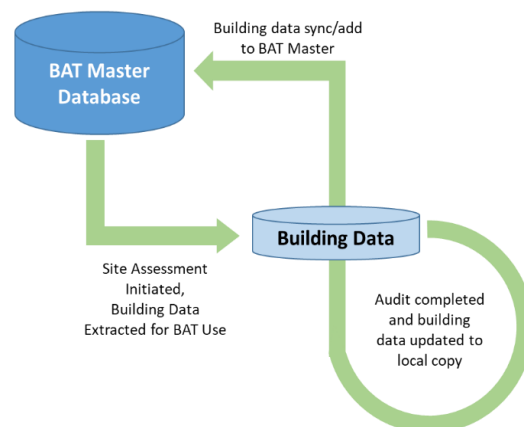 Building data sync/add
to BAT Master
BAT Master
Database
Building Data
Site Assessment
Initiated,
Building Data
Extracted for BAT Use
Audit completed
and building
data updated to
local copy